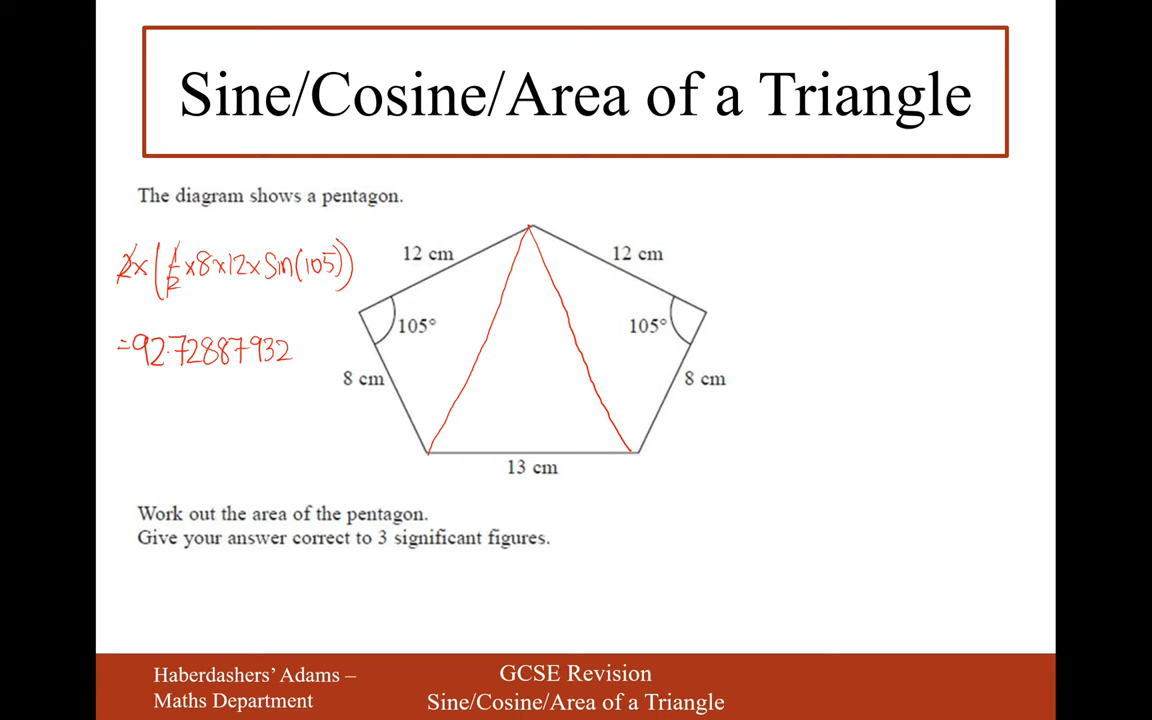 Sine/Cosine/Area of a Triangle
The diagram shows a pentagon.
2×(1/2×8×12×Sin(105))
=92.72887932
12 cm
12 cm
105°
105°
8 cm
8 cm
13 cm
Work out the area of the pentagon.
Give your answer correct to 3 significant figures.
Haberdashers’ Adams –
Maths Department
GCSE Revision
Sine/Cosine/Area of a Triangle